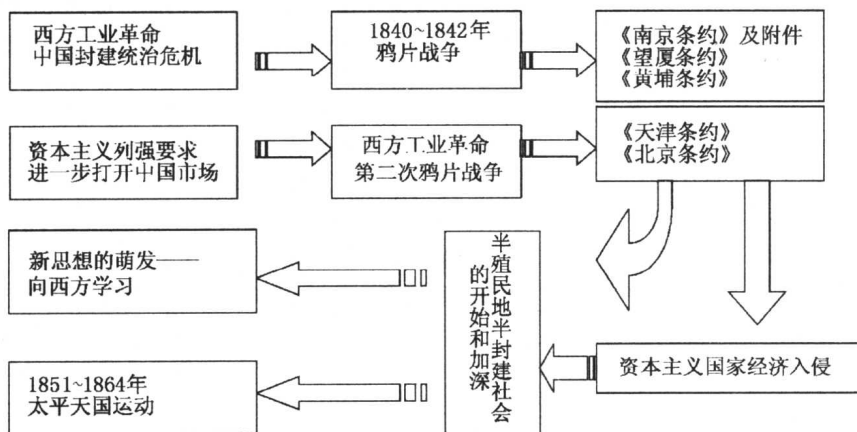 西方工业革命
中国封建统治危机
1840~1842年
鸦片战争
《南京条约》及附件
《望厦条约》
《黄埔条约》
资本主义列强要求
进一步打开中国市场
西方工业革命
第二次鸦片战争
《天津条约》
《北京条约》
新思想的萌发——
向西方学习
半殖民地半封建社会
的开始和加深
资本主义国家经济入侵
1851~1864年
太平天国运动